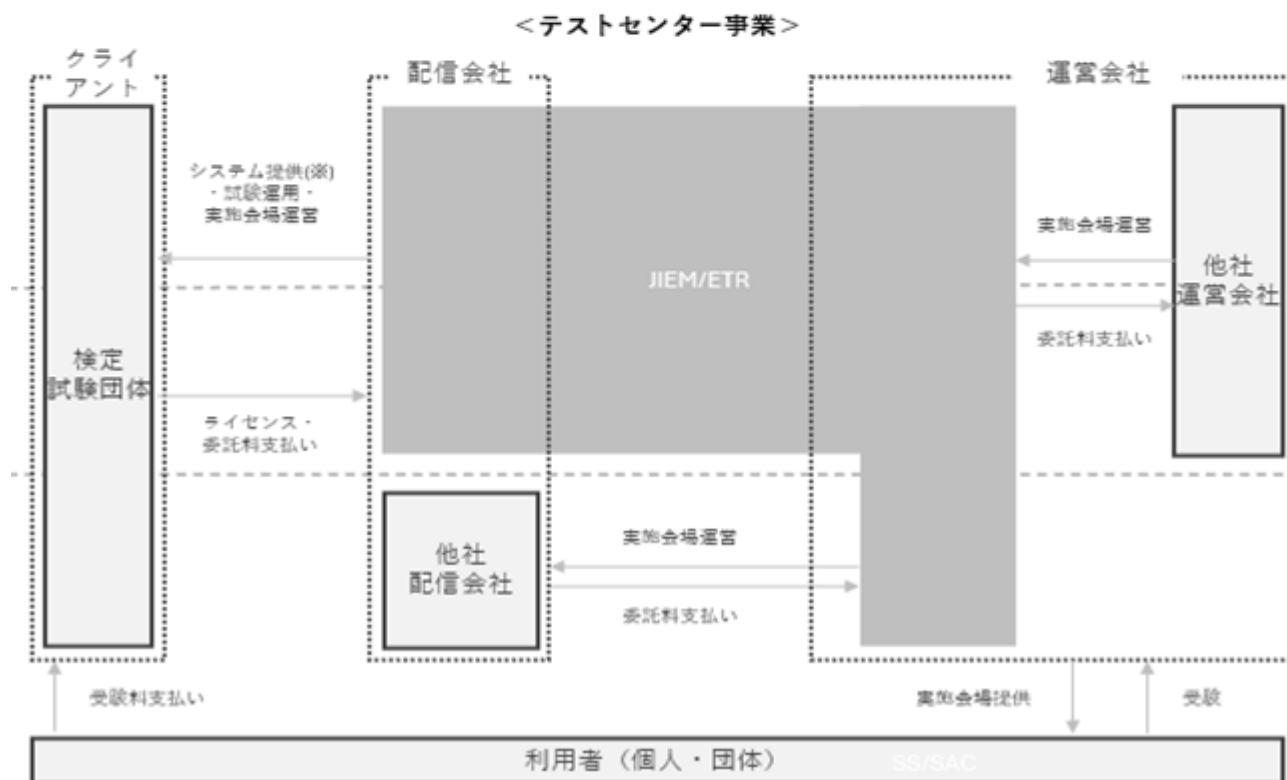 ＜テストセンター事業＞
クライ
アント
配信会社
運営会社
システム提供(※)
・試験運用・
実施会場運営
実施会場運営
JIEM/ETR
他社
運営会社
委託料支払い
検定
試験団体
ライセンス・
委託料支払い
実施会場運営
他社
配信会社
委託料支払い
受験料支払い
実施会場提供
受験
利用者（個人・団体）
SS/SAC